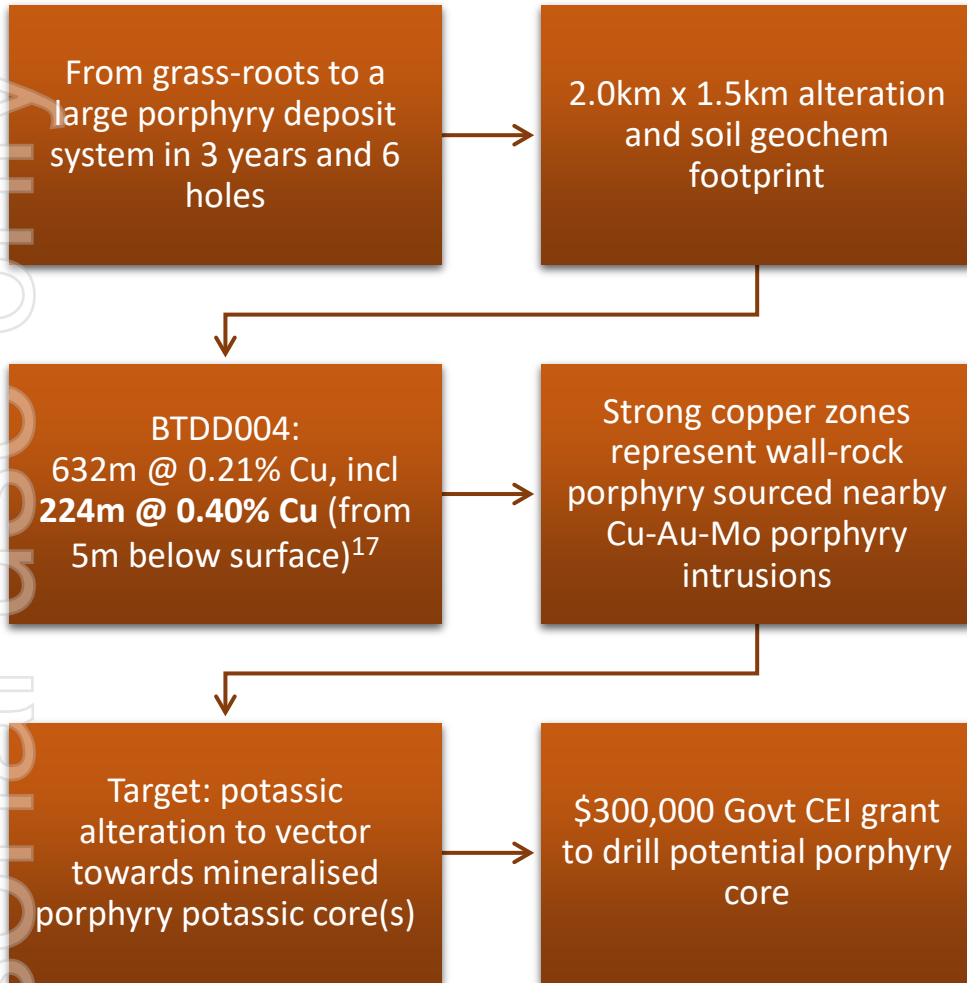 From grass-roots to a
large porphyry deposit
system in 3 years and 6
holes
2.0km x 1.5km alteration
and soil geochem
footprint
BTDD004:
632m @ 0.21% Cu, incl
224m @ 0.40% Cu (from
5m below surface)17
Strong copper zones
represent wall-rock
porphyry sourced nearby
Cu-Au-Mo porphyry
intrusions
Target: potassic
alteration to vector
towards mineralised
porphyry potassic core(s)
$300,000 Govt CEI grant
to drill potential porphyry
core